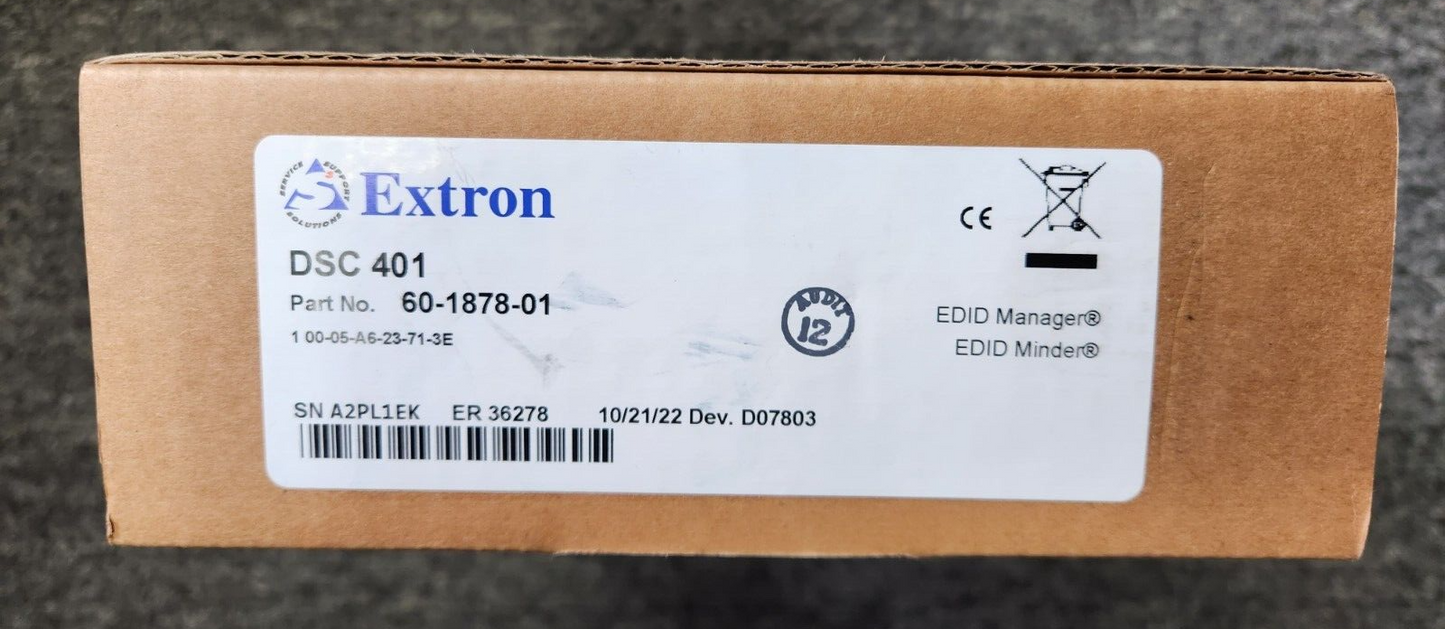 SERVICE SUPPORT SOLUTIONS
S3
Extron
DSC 401
Part No. 60-1878-01
1 00-05-A6-23-71-3E
SN A2PL1EK ER 36278 10/21/22 Dev. D07803
AUDIT
12
CE
EDID Manager®
EDID Minder®